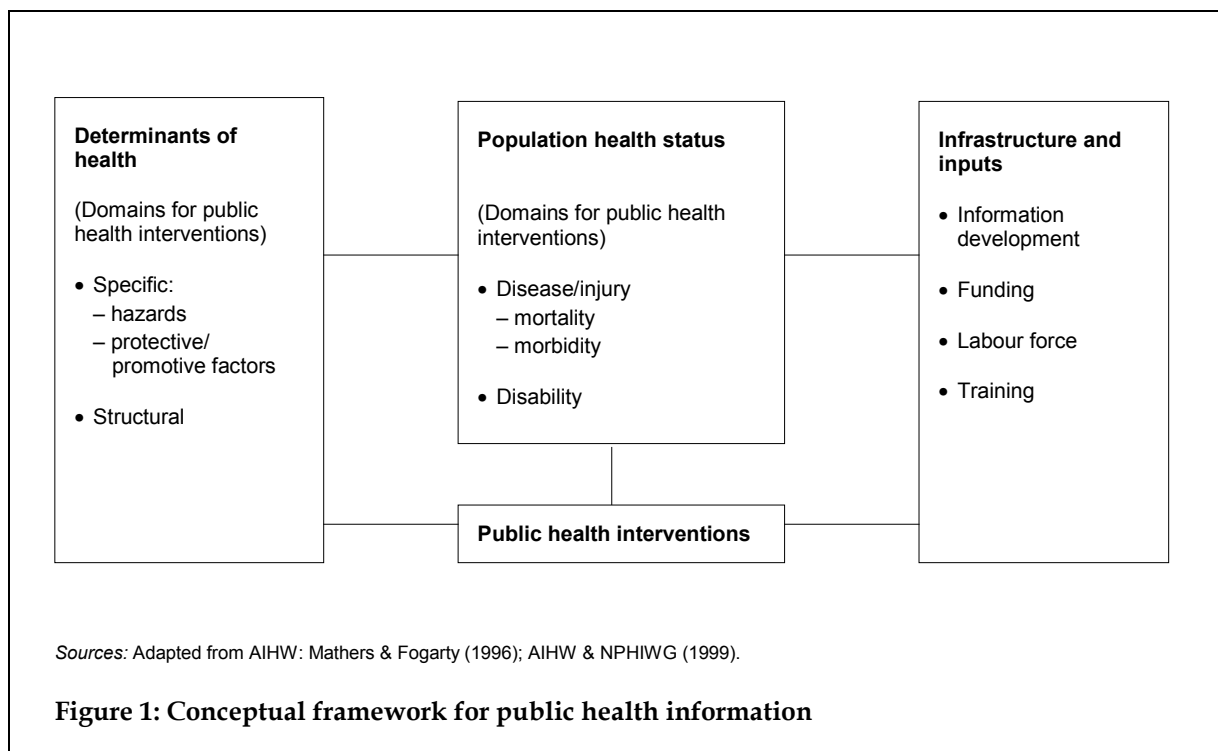 Determinants of
health
(Domains for public
health interventions)
• Specific:
– hazards
– protective/
promotive factors
• Structural
Population health status
(Domains for public health
interventions)
• Disease/injury
– mortality
– morbidity
• Disability
Public health interventions
Infrastructure and
inputs
• Information
development
• Funding
• Labour force
• Training
Sources: Adapted from AIHW: Mathers & Fogarty (1996); AIHW & NPHIWG (1999).
Figure 1: Conceptual framework for public health information